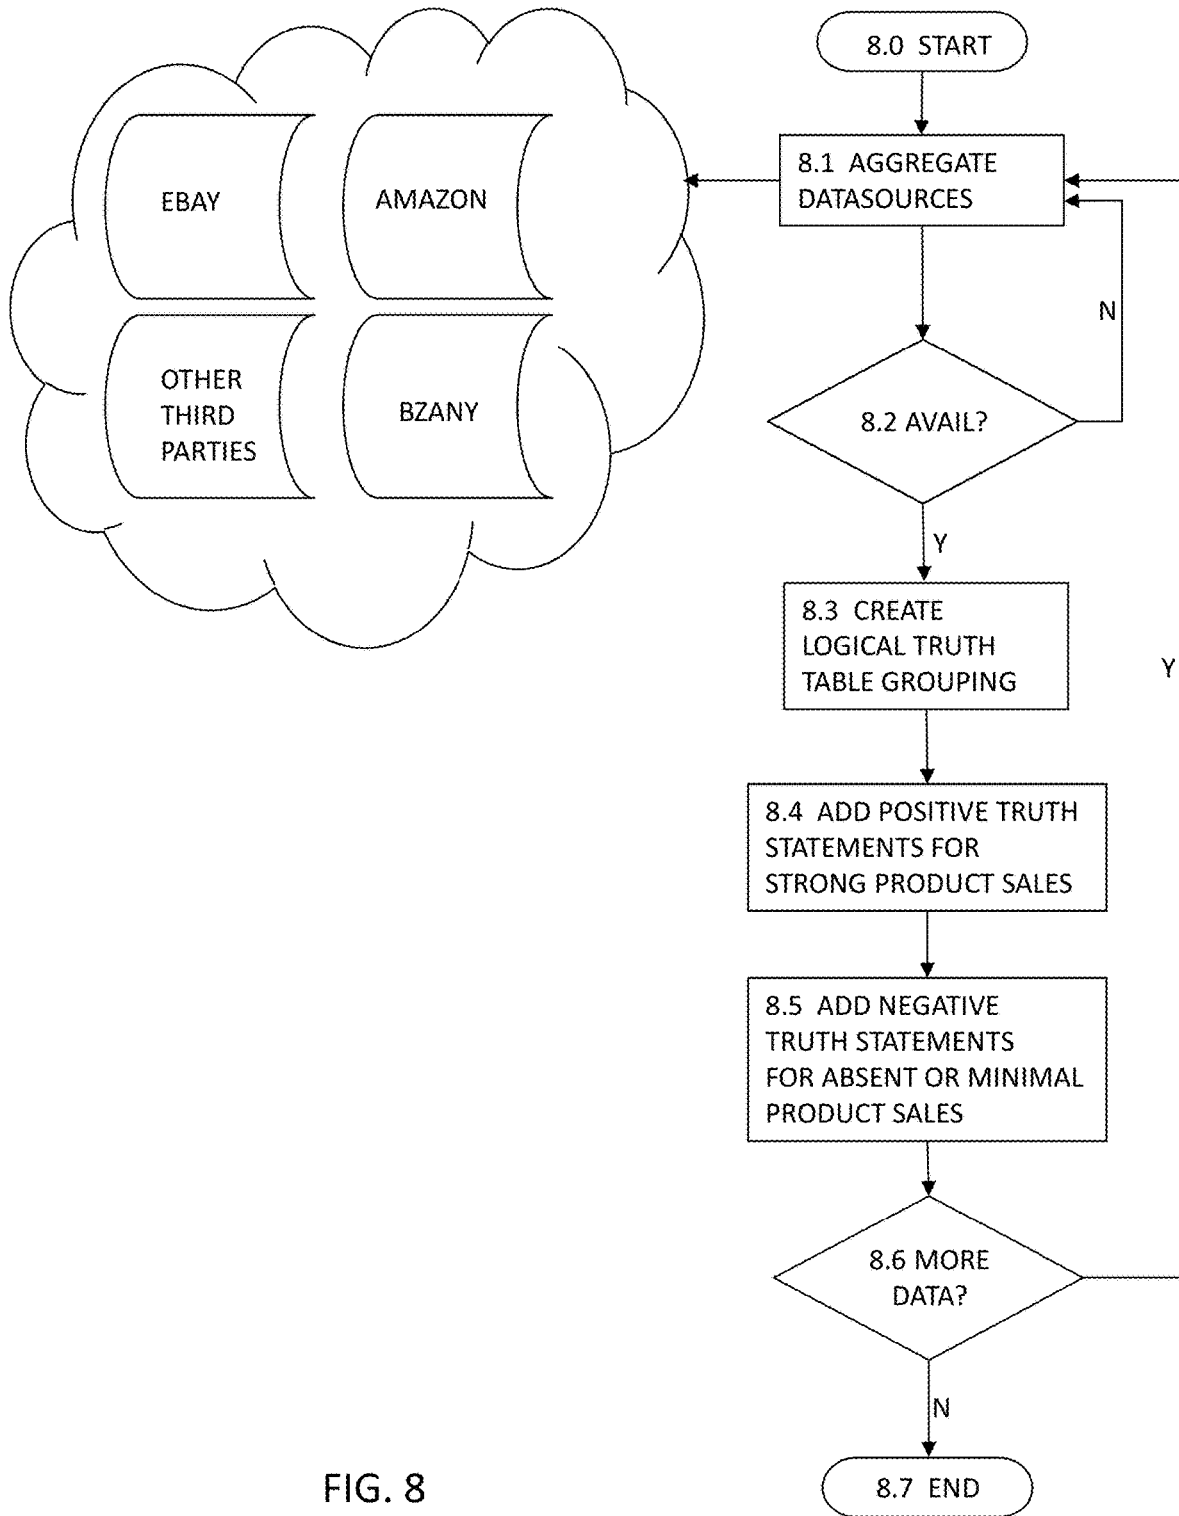 8.0 START
8.1 AGGREGATE
DATASOURCES
EBAY
AMAZON
OTHER
THIRD
PARTIES
BZANY
N
8.2 AVAIL?
Y
8.3 CREATE
LOGICAL TRUTH
TABLE GROUPING
Y
8.4 ADD POSITIVE TRUTH
STATEMENTS FOR
STRONG PRODUCT SALES
8.5 ADD NEGATIVE
TRUTH STATEMENTS
FOR ABSENT OR MINIMAL
PRODUCT SALES
8.6 MORE
DATA?
N
8.7 END
FIG. 8